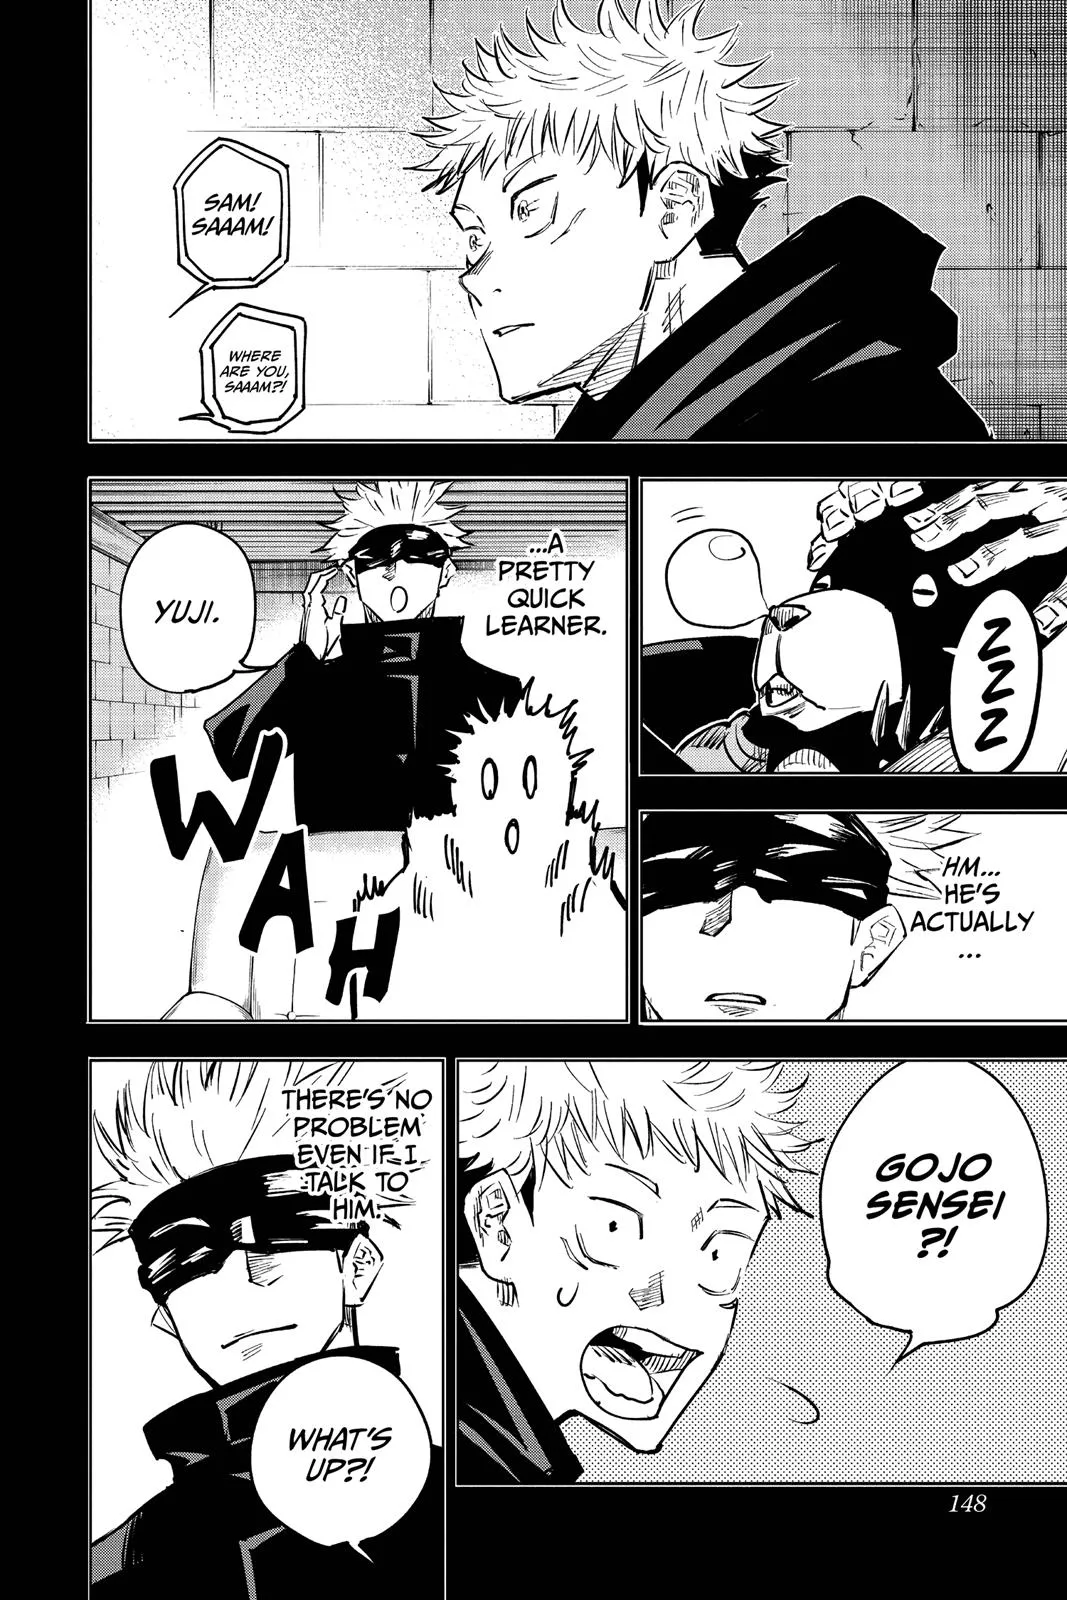 SAM!
SAAAM!
WHERE
ARE YOU,
SAAAM?!
ZZZ
HM...
HE'S
ACTUALLY
...
...A
PRETTY
QUICK
LEARNER.
YUJI.
WAH
GOJO
SENSEI
?!
THERE'S NO
PROBLEM
EVEN IF I
TALK TO
HIM.
WHAT'S
UP?!
148